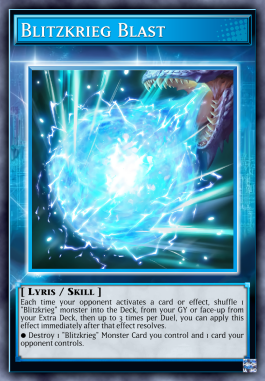 BLITZKRIEG BLAST
[ LYRIS / SKILL ]
Each time your opponent activates a card or effect, shuffle 1
"Blitzkrieg" monster into the Deck, from your GY or face-up from
your Extra Deck, then up to 3 times per Duel, you can apply this
effect immediately after that effect resolves.
● Destroy 1 "Blitzkrieg" Monster Card you control and 1 card your
opponent controls.